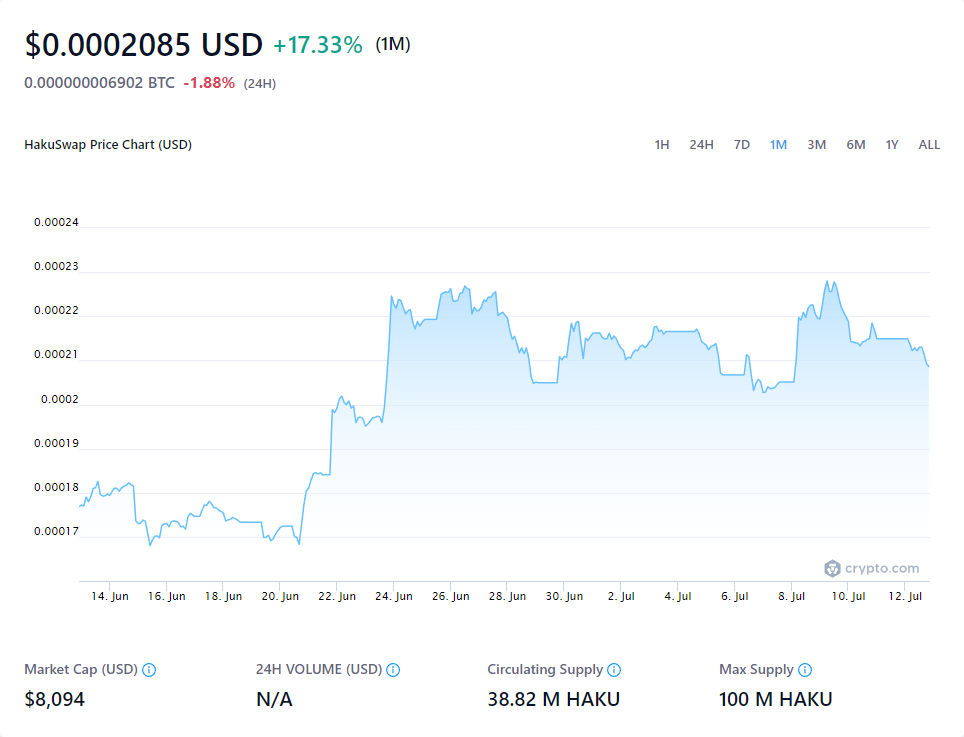 $0.0002085 USD +17.33% (1M)
0.000000006902 BTC -1.88% (24H)
HakuSwap Price Chart (USD) 1H 24H 7D 1M 3M 6M 1Y ALL
0.00024
0.00023
0.00022
0.00021
0.0002
0.00019
0.00018
0.00017
crypto.com
14. Jun 16. Jun 18. Jun 20. Jun 22. Jun 24. Jun 26. Jun 28. Jun 30. Jun 2. Jul 4. Jul 6. Jul 8. Jul 10. Jul 12. Jul
Market Cap (USD) 24H VOLUME (USD) Circulating Supply Max Supply
$8,094 N/A 38.82 M HAKU 100 M HAKU